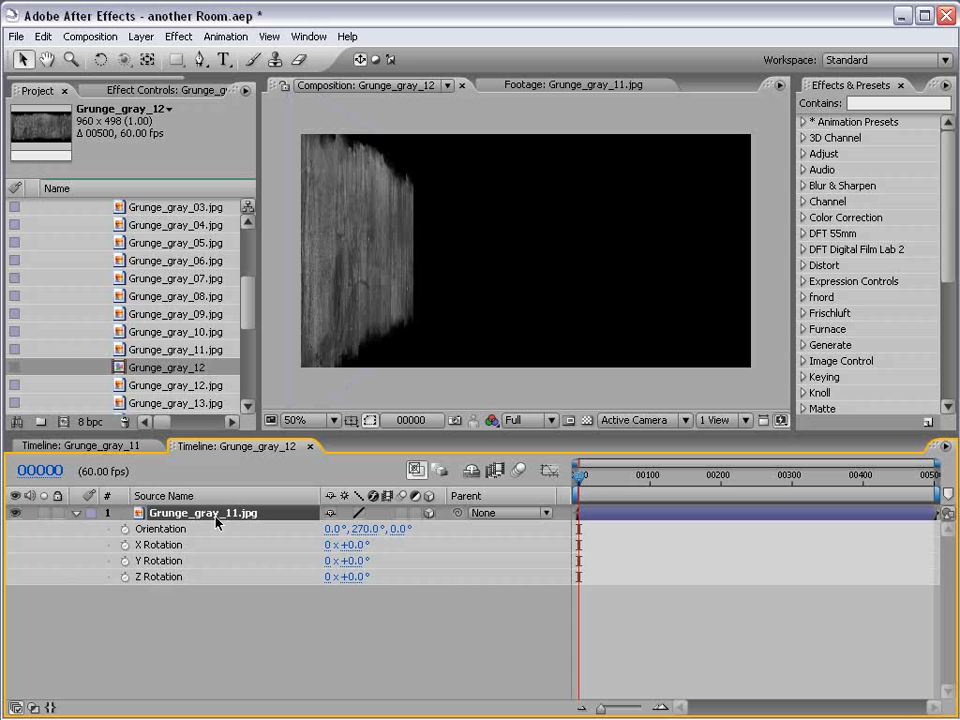 Adobe After Effects - another Room.aep *
File Edit Composition Layer Effect Animation View Window Help
Workspace: Standard
Project × Effect Controls: Grunge_g
Composition: Grunge_gray_12 × Footage: Grunge_gray_11.jpg
Effects & Presets ×
Grunge_gray_12
960 x 498 (1.00)
Δ 00500, 60.00 fps
Contains:
* Animation Presets
3D Channel
Adjust
Audio
Blur & Sharpen
Channel
Color Correction
DFT 55mm
DFT Digital Film Lab 2
Distort
Expression Controls
fnord
Frischluft
Furnace
Generate
Image Control
Keying
Knoll
Matte
Name
Grunge_gray_03.jpg
Grunge_gray_04.jpg
Grunge_gray_05.jpg
Grunge_gray_06.jpg
Grunge_gray_07.jpg
Grunge_gray_08.jpg
Grunge_gray_09.jpg
Grunge_gray_10.jpg
Grunge_gray_11.jpg
Grunge_gray_12
Grunge_gray_12.jpg
Grunge_gray_13.jpg
8 bpc
50% 00000 Full Active Camera 1 View
Timeline: Grunge_gray_11 Timeline: Grunge_gray_12 ×
00000 (60.00 fps)
0 00100 00200 00300 00400 0050
# Source Name Parent
1 Grunge_gray_11.jpg None
Orientation 0.0°, 270.0°, 0.0°
X Rotation 0 x +0.0°
Y Rotation 0 x +0.0°
Z Rotation 0 x +0.0°